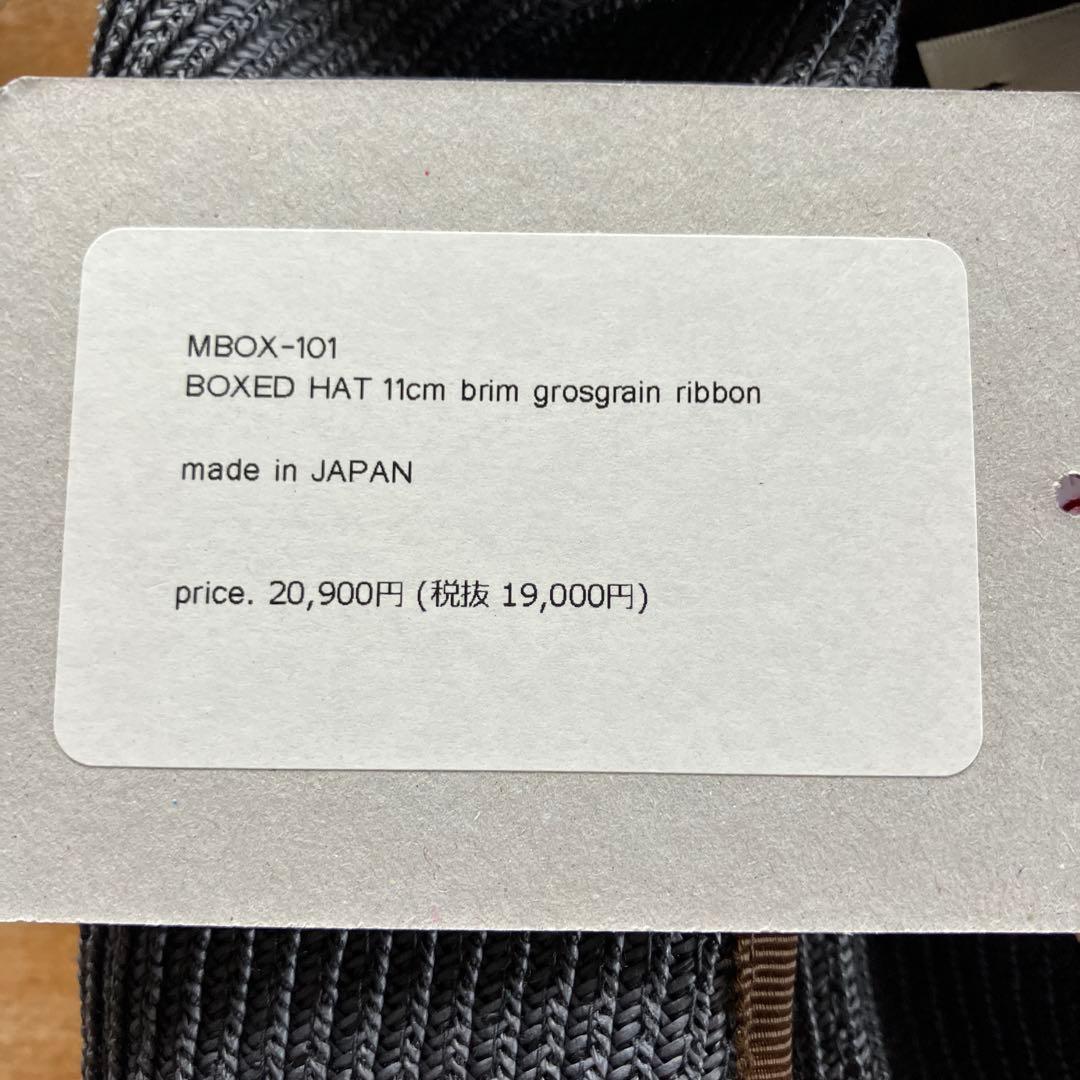 MBOX-101
BOXED HAT 11cm brim grosgrain ribbon
made in JAPAN
price. 20,900円 (税抜 19,000円)